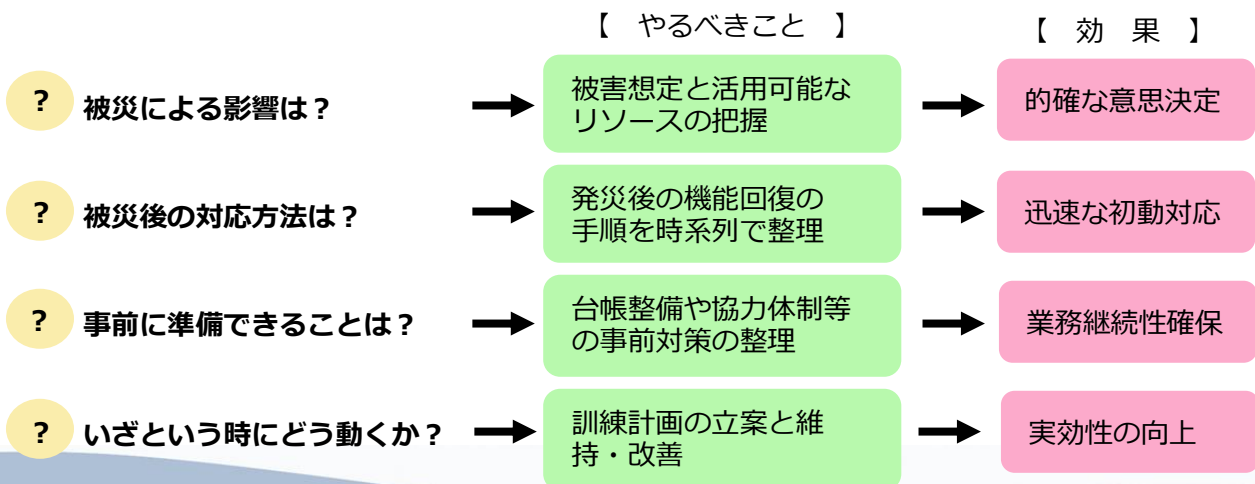 【　やるべきこと　】
【　効　果　】
?
被災による影響は？
被害想定と活用可能な
リソースの把握
的確な意思決定
?
被災後の対応方法は？
発災後の機能回復の
手順を時系列で整理
迅速な初動対応
?
事前に準備できることは？
台帳整備や協力体制等
の事前対策の整理
業務継続性確保
?
いざという時にどう動くか？
訓練計画の立案と維
持・改善
実効性の向上